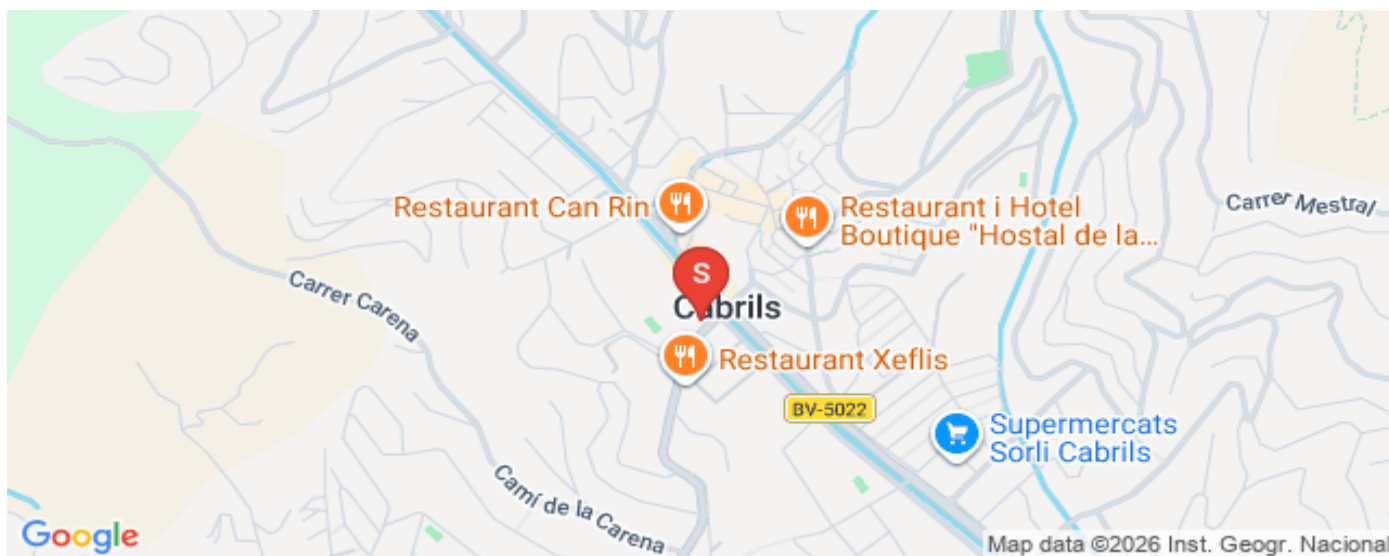 Restaurant Can Rin
Restaurant i Hotel
Boutique "Hostal de la...
Carrer Mestral
Carrer Carena
S
Cabrils
Restaurant Xeflis
BV-5022
Supermercats
Sorli Cabrils
Camí de la Carena
Google
Map data ©2026 Inst. Geogr. Nacional